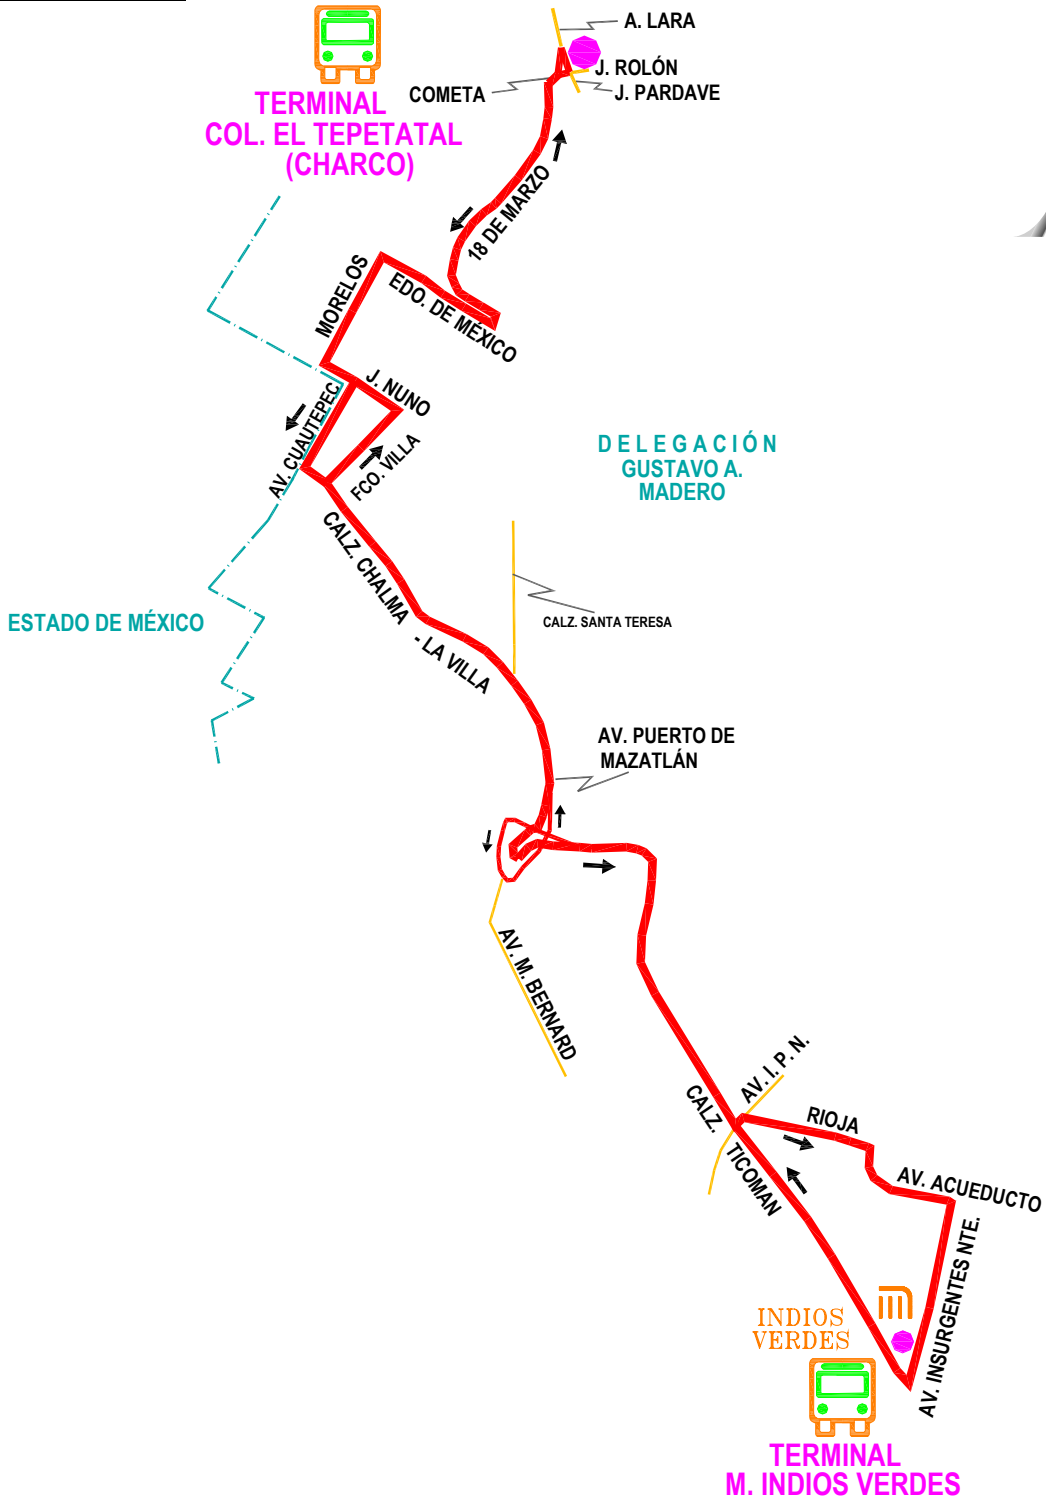 A. LARA
J. ROLÓN
J. PARDAVE
COMETA
TERMINAL
COL. EL TEPETATAL
(CHARCO)
18 DE MARZO
MORELOS
EDO. DE MÉXICO
J. NUNO
AV. CUAUTEPEC
FCO. VILLA
DELEGACIÓN
GUSTAVO A.
MADERO
CALZ. CHALMA
- LA VILLA
ESTADO DE MÉXICO
CALZ. SANTA TERESA
AV. PUERTO DE
MAZATLÁN
AV. M. BERNARD
AV. I. P. N.
CALZ.
TICOMAN
RIOJA
AV. ACUEDUCTO
AV. INSURGENTES NTE.
INDIOS
VERDES
TERMINAL
M. INDIOS VERDES